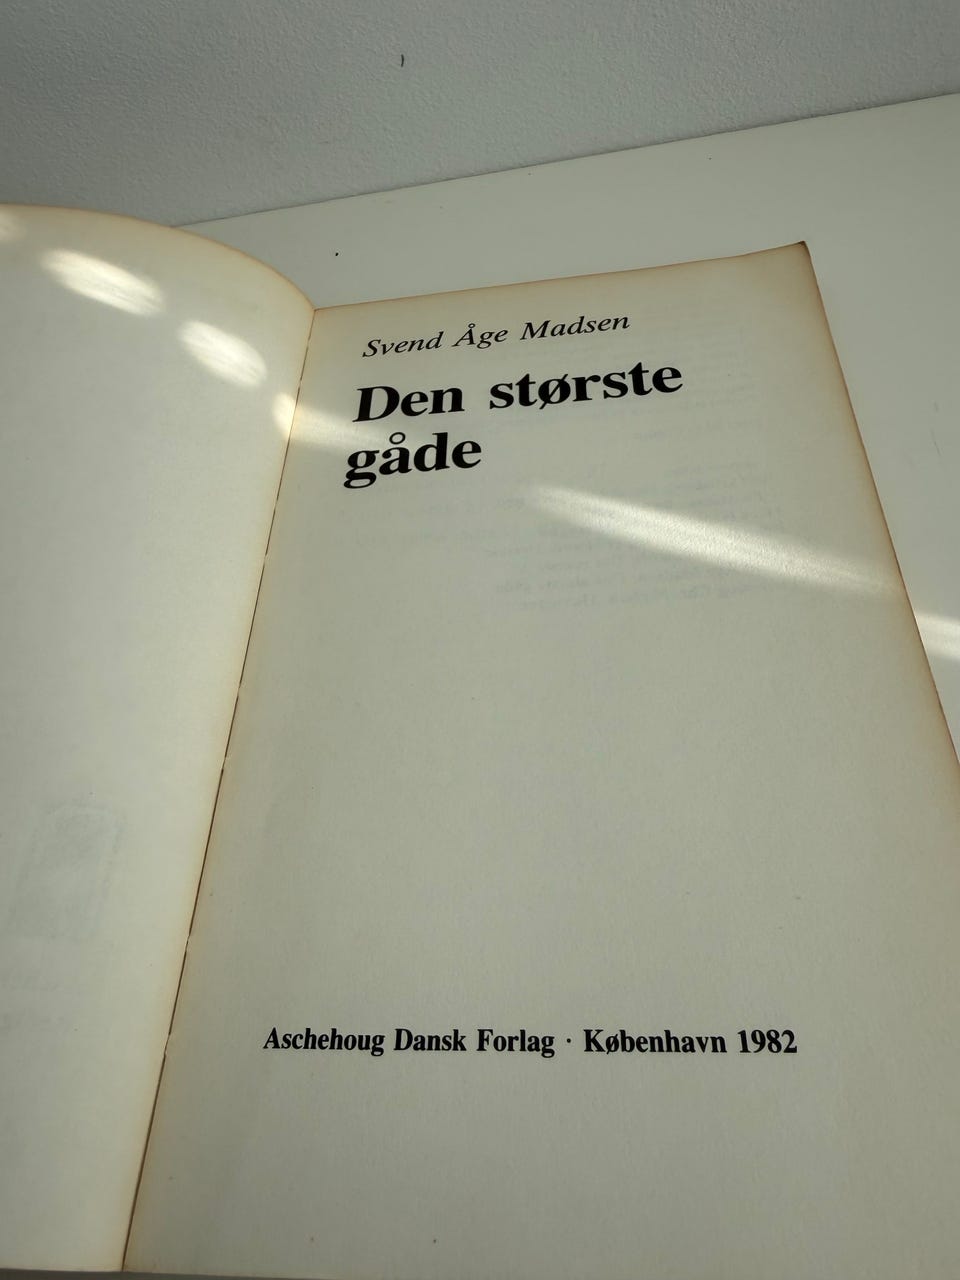 Svend Åge Madsen
Den største
gåde
Aschehoug Dansk Forlag · København 1982